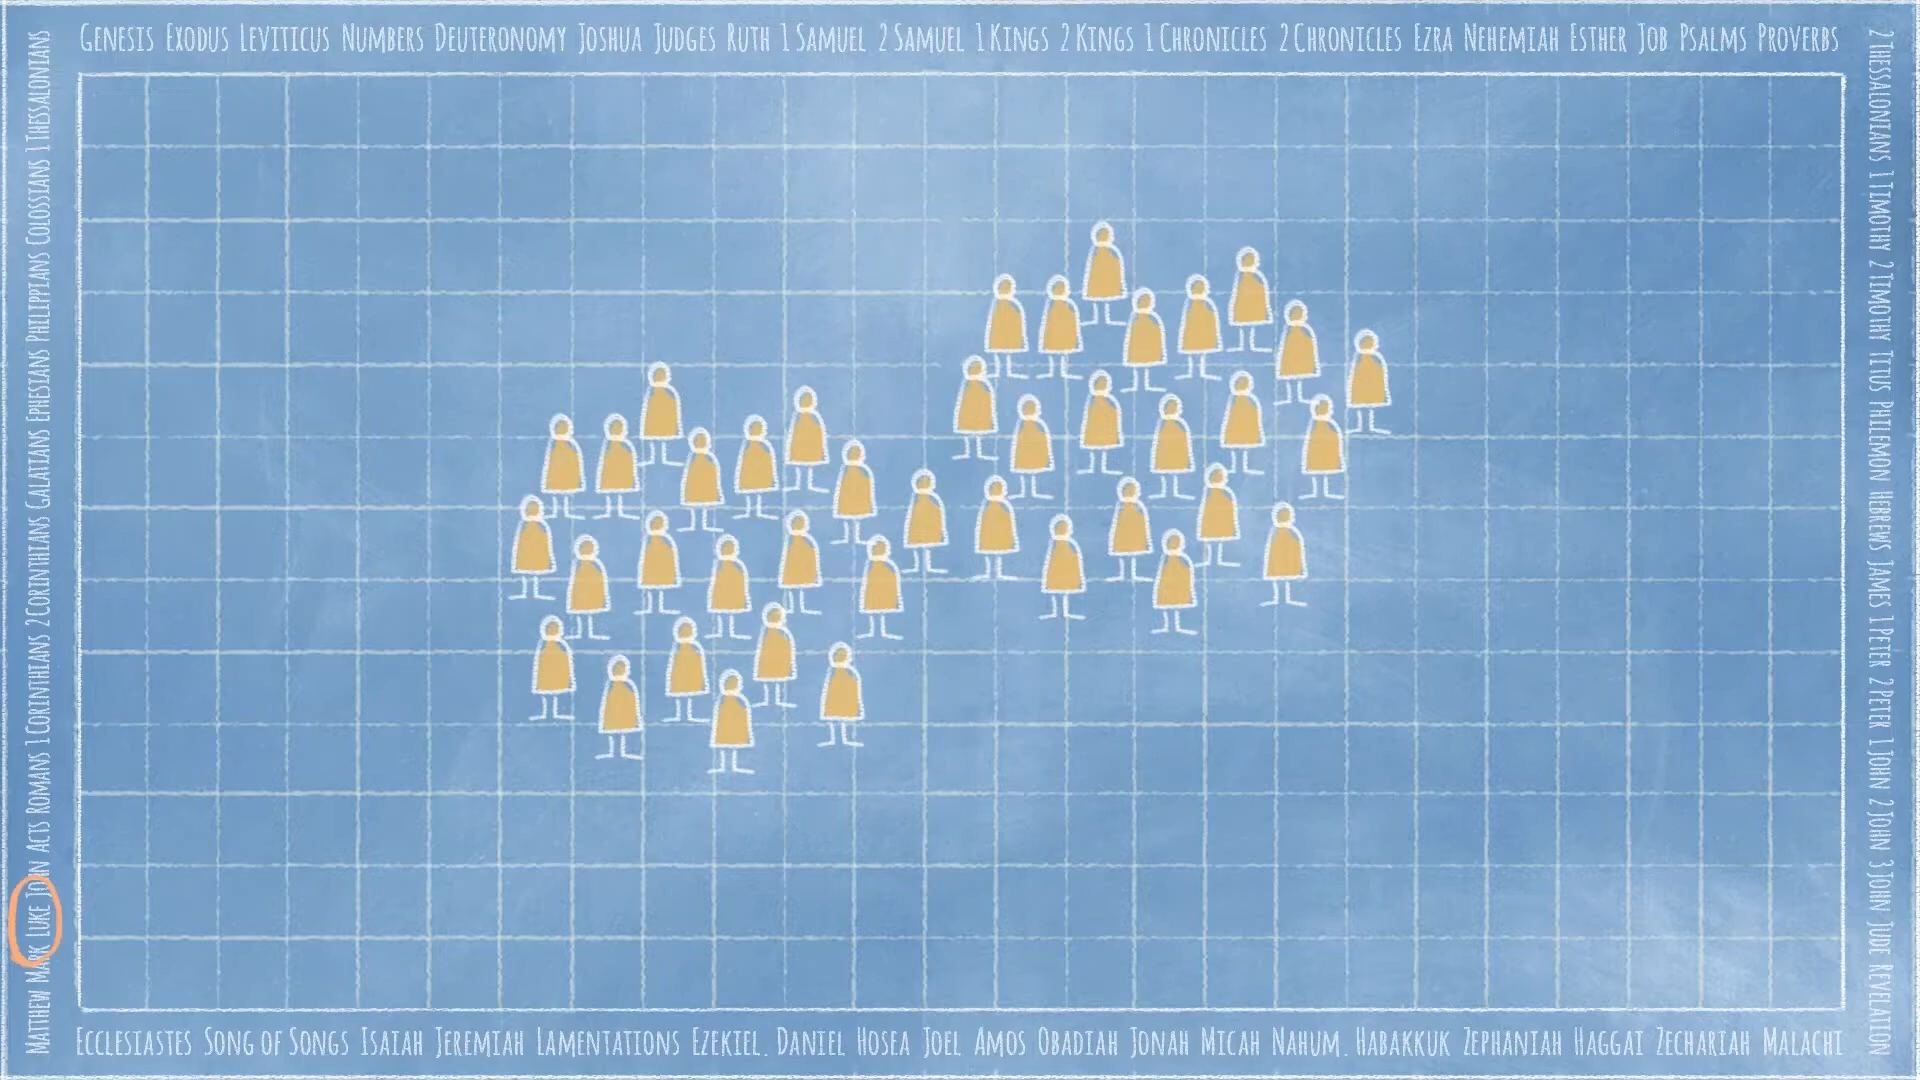 Genesis Exodus Leviticus Numbers Deuteronomy Joshua Judges Ruth 1 Samuel 2 Samuel 1 Kings 2 Kings 1 Chronicles 2 Chronicles Ezra Nehemiah Esther Job Psalms Proverbs
Ecclesiastes Song of Songs Isaiah Jeremiah Lamentations Ezekiel. Daniel Hosea Joel Amos Obadiah Jonah Micah Nahum. Habakkuk Zephaniah Haggai Zechariah Malachi
Matthew Mark Luke John Acts Romans 1 Corinthians 2 Corinthians Galatians Ephesians Philippians Colossians 1 Thessalonians
2 Thessalonians 1 Timothy 2 Timothy Titus Philemon Hebrews James 1 Peter 2 Peter 1 John 2 John 3 John Jude Revelation